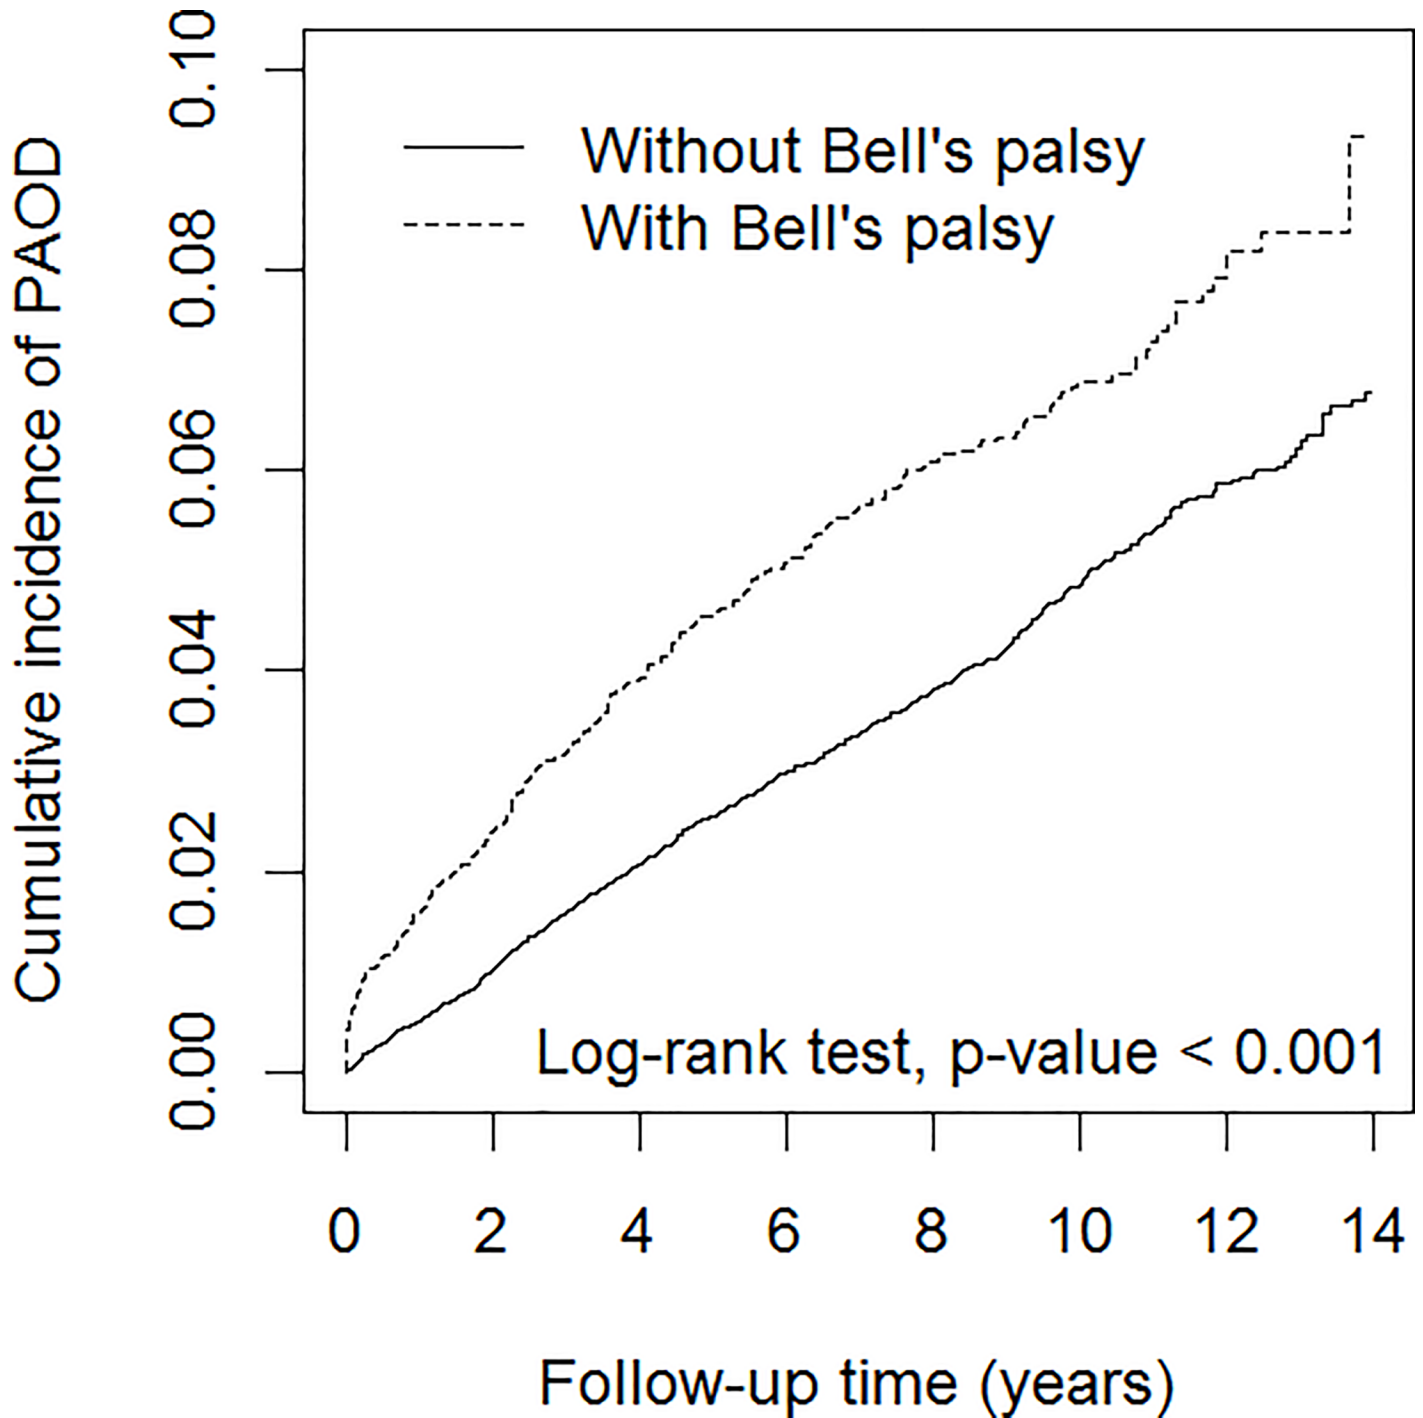 Cumulative incidence of PAOD
0.10
0.08
0.06
0.04
0.02
0.00
Without Bell's palsy
With Bell's palsy
Log-rank test, p-value < 0.001
0 2 4 6 8 10 12 14
Follow-up time (years)